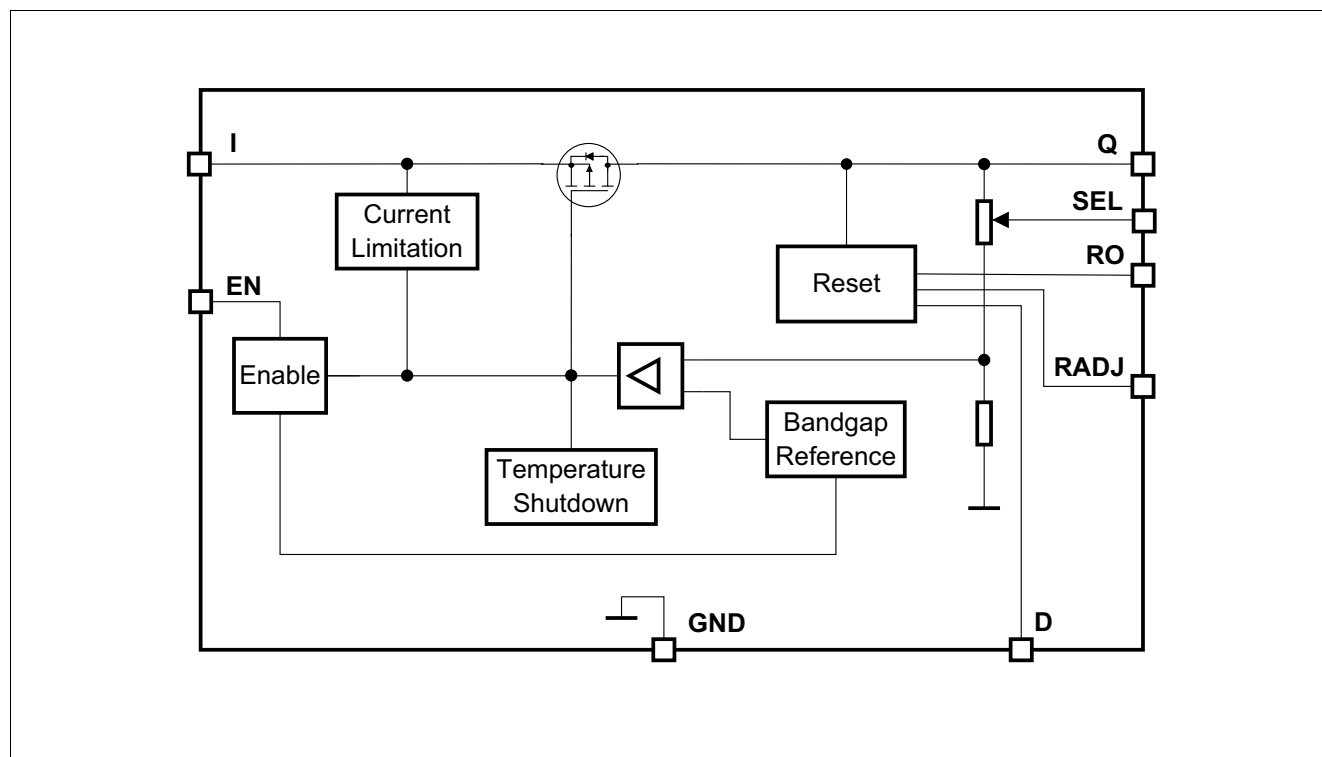 I
Q
Current
Limitation
SEL
RO
EN
Reset
Enable
RADJ
Bandgap
Reference
Temperature
Shutdown
GND
D